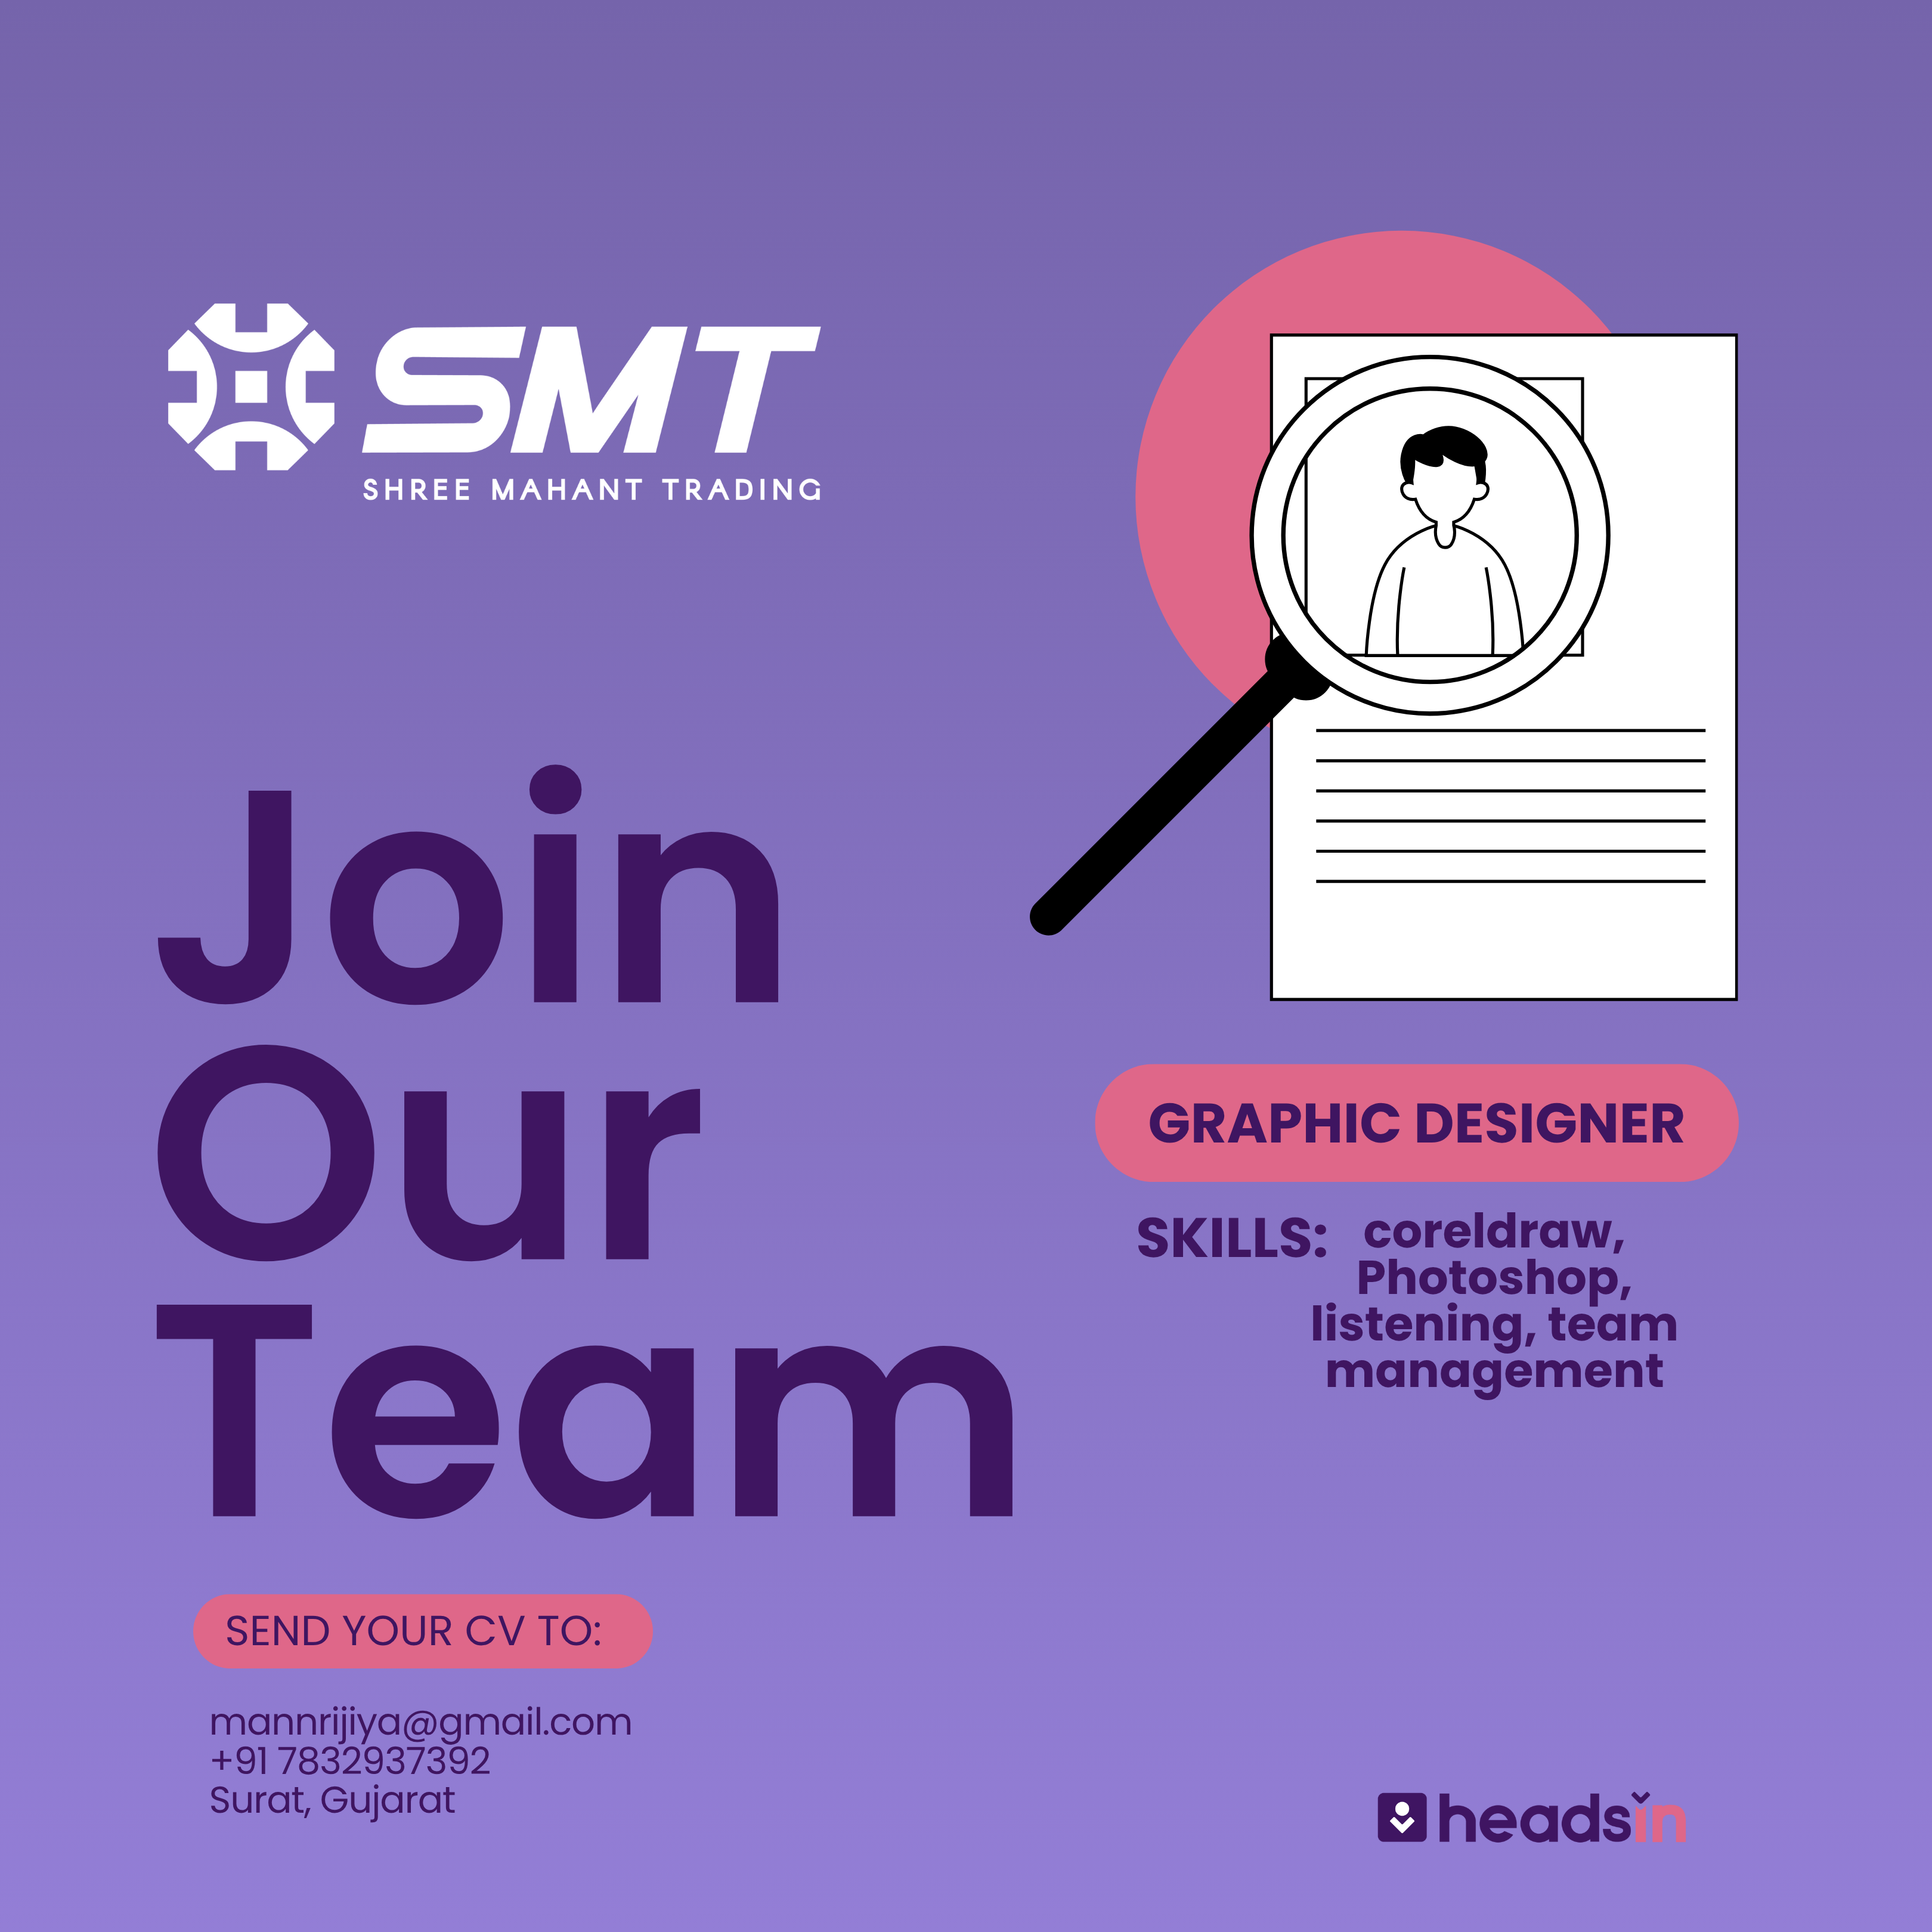 SMT
SHREE MAHANT TRADING
Join
Our
Team
GRAPHIC DESIGNER
SKILLS: coreldraw,
Photoshop,
listening, team
management
SEND YOUR CV TO:
mannrijjiya@gmail.com
+91 7832937392
Surat, Gujarat
headsin